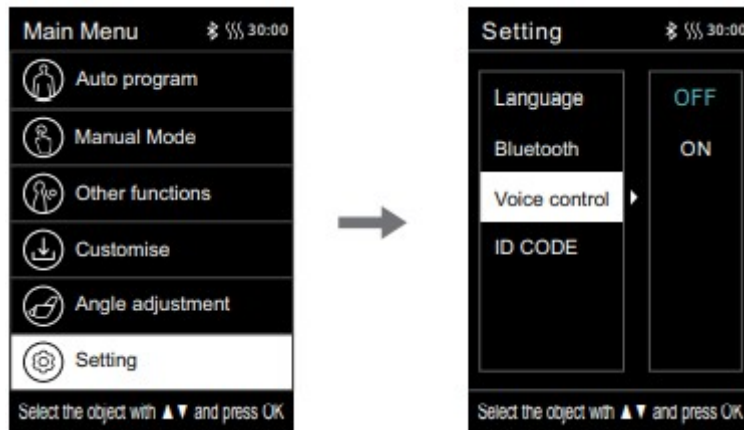 Main Menu 30:00
Auto program
Manual Mode
Other functions
Customise
Angle adjustment
Setting
Select the object with ▲▼ and press OK
Setting 30:00
Language
Bluetooth
Voice control
ID CODE
OFF
ON
Select the object with ▲▼ and press OK